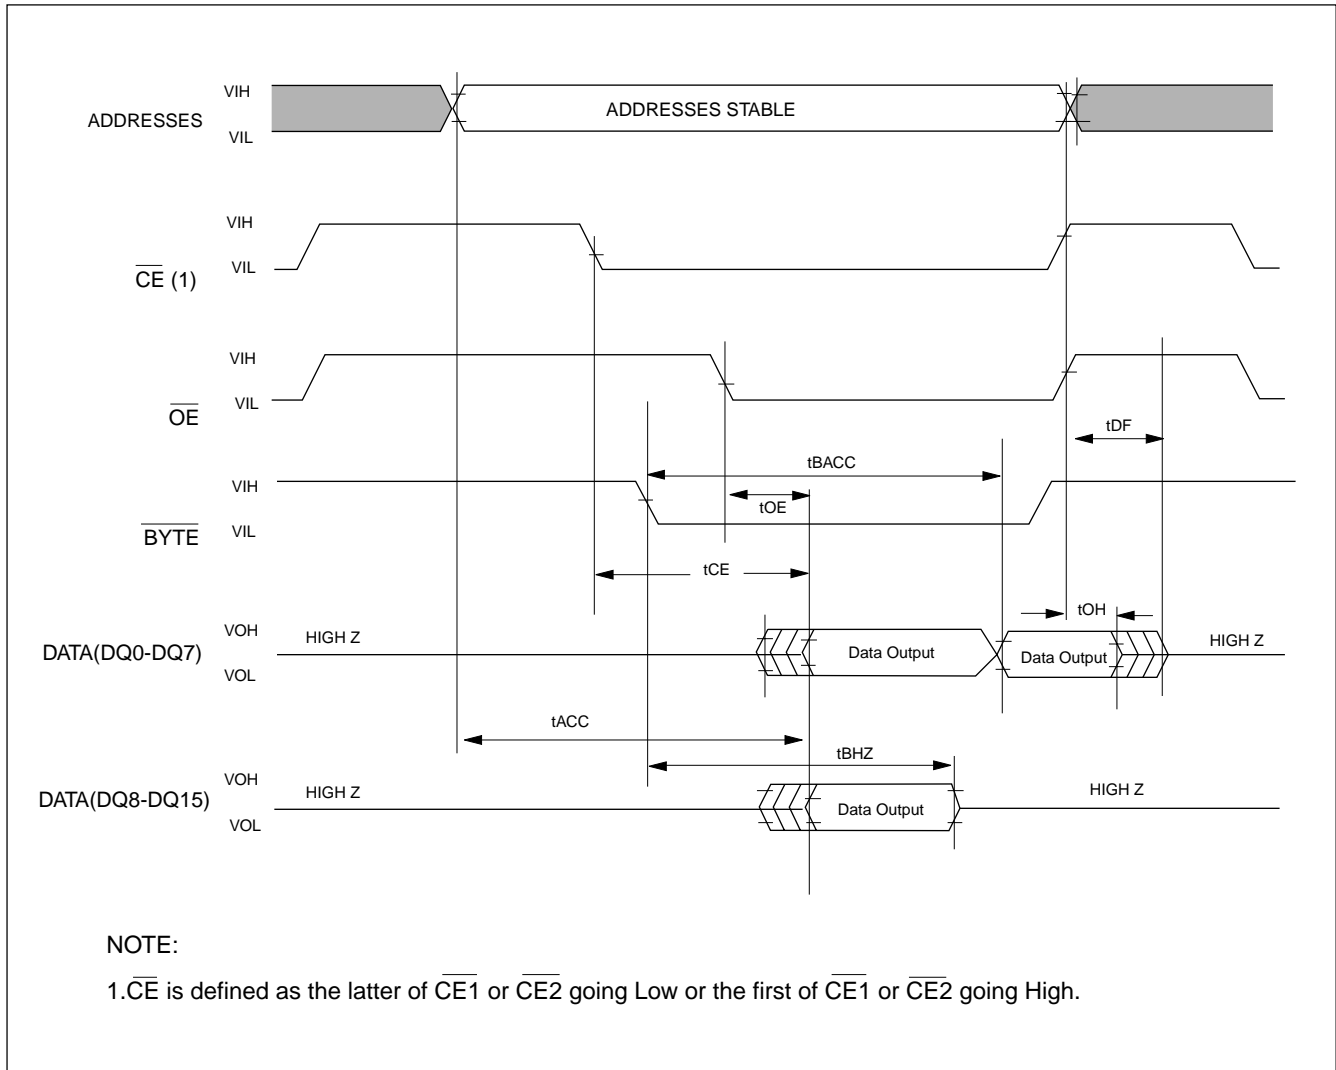 VIH
ADDRESSES STABLE
ADDRESSES
VIL
VIH
CE (1)
VIL
VIH
OE
VIL
tDF
tBACC
VIH
tOE
BYTE
VIL
tCE
tOH
VOH
HIGH Z
DATA(DQ0-DQ7)
Data Output
Data Output
HIGH Z
VOL
tACC
tBHZ
VOH
HIGH Z
DATA(DQ8-DQ15)
Data Output
HIGH Z
VOL
NOTE:
1.CE is defined as the latter of CE1 or CE2 going Low or the first of CE1 or CE2 going High.